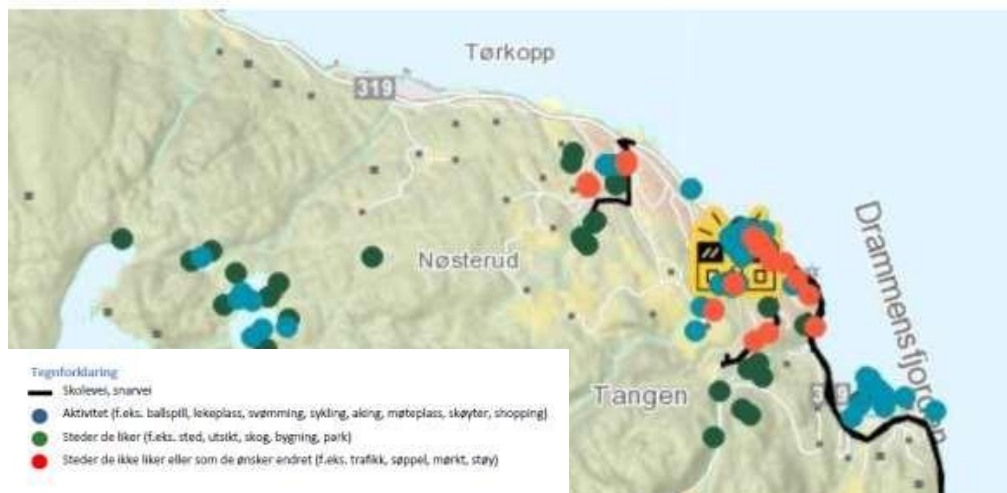 Tørkopp
319
Nøsterud
Drammensfjorden
Tangen
3
Tegnforklaring
Skolevei, snarvei
Aktivitet (f.eks. ballspill, lekeplass, svømming, sykling, aking, møteplass, skøyter, shopping)
Steder de liker (f.eks. sted, utsikt, skog, bygning, park)
Steder de ikke liker eller som de ønsker endret (f.eks. trafikk, søppel, mørkt, støy)